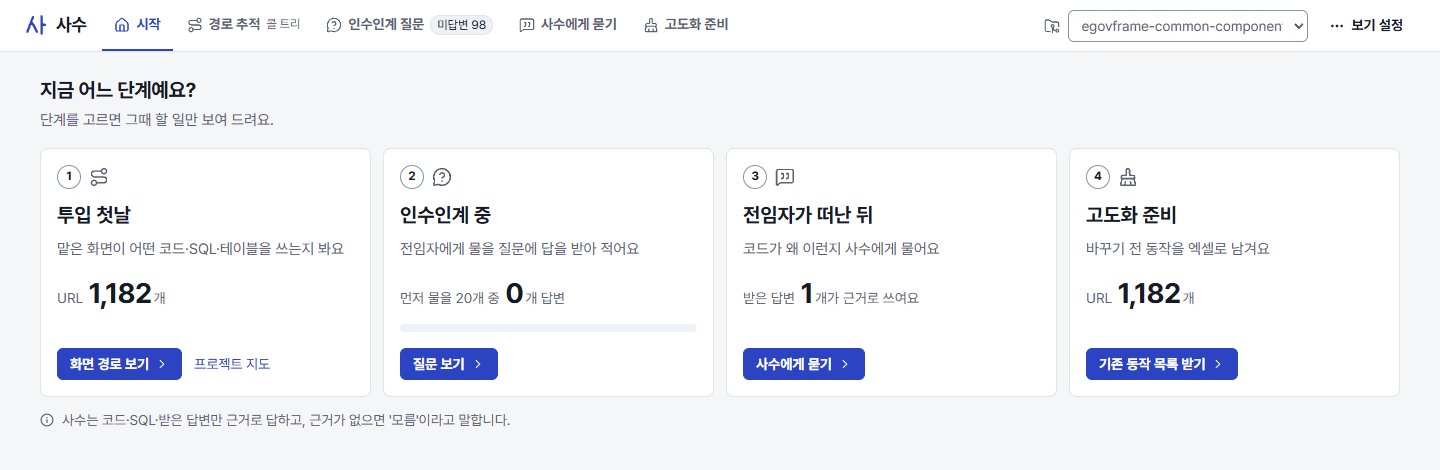 사 사수 시작 경로 추적 콜 트리 인수인계 질문 미답변 98 사수에게 묻기 고도화 준비 egovframe-common-componen 보기 설정
지금 어느 단계예요?
단계를 고르면 그때 할 일만 보여 드려요.
1
투입 첫날
맡은 화면이 어떤 코드·SQL·테이블을 쓰는지 봐요
URL 1,182개
화면 경로 보기
프로젝트 지도
2
인수인계 중
전임자에게 물을 질문에 답을 받아 적어요
먼저 물을 20개 중 0개 답변
질문 보기
3
전임자가 떠난 뒤
코드가 왜 이런지 사수에게 물어요
받은 답변 1개가 근거로 쓰여요
사수에게 묻기
4
고도화 준비
바꾸기 전 동작을 엑셀로 남겨요
URL 1,182개
기존 동작 목록 받기
사수는 코드·SQL·받은 답변만 근거로 답하고, 근거가 없으면 '모름'이라고 말합니다.